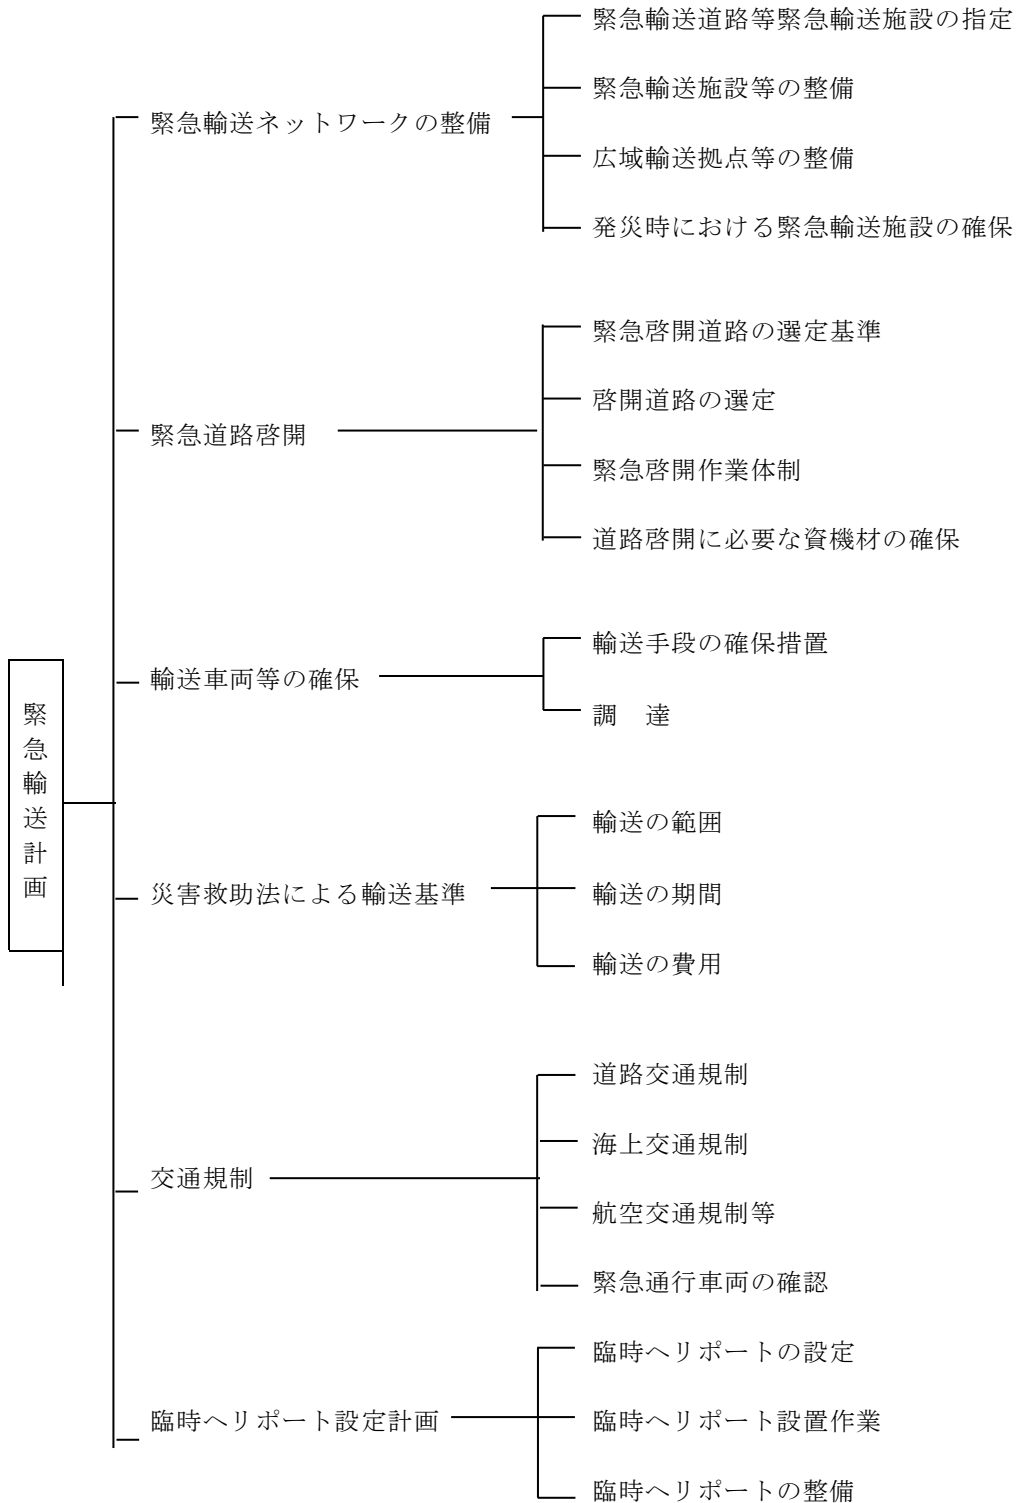 緊急輸送計画
緊急輸送ネットワークの整備
緊急輸送道路等緊急輸送施設の指定
緊急輸送施設等の整備
広域輸送拠点等の整備
発災時における緊急輸送施設の確保
緊急道路啓開
緊急啓開道路の選定基準
啓開道路の選定
緊急啓開作業体制
道路啓開に必要な資機材の確保
輸送車両等の確保
輸送手段の確保措置
調　達
災害救助法による輸送基準
輸送の範囲
輸送の期間
輸送の費用
交通規制
道路交通規制
海上交通規制
航空交通規制等
緊急通行車両の確認
臨時ヘリポート設定計画
臨時ヘリポートの設定
臨時ヘリポート設置作業
臨時ヘリポートの整備